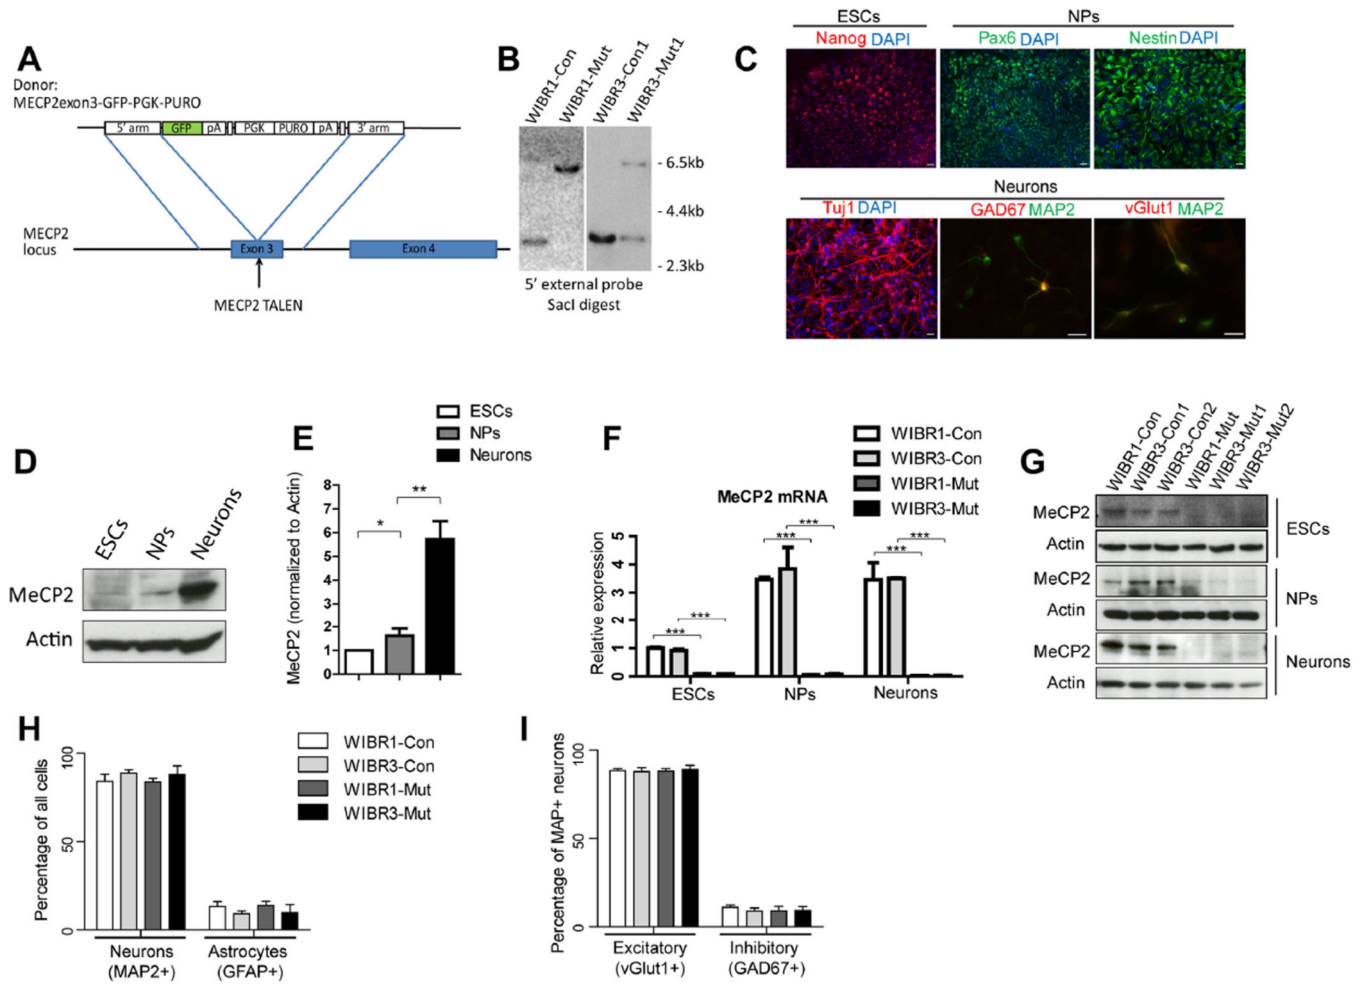 A
Donor:
MECP2exon3-GFP-PGK-PURO
5' arm GFP pA PGK PURO pA 3' arm
MECP2
locus
Exon 3 Exon 4
MECP2 TALEN
B
WIBR1-Con
WIBR1-Mut
WIBR3-Con1
WIBR3-Mut1
- 6.5kb
- 4.4kb
- 2.3kb
5' external probe
SacI digest
C
ESCs NPs
Nanog DAPI Pax6 DAPI Nestin DAPI
Neurons
Tuj1 DAPI GAD67 MAP2 vGlut1 MAP2
D
ESCs
NPs
Neurons
MeCP2
Actin
E
ESCs
NPs
Neurons
MeCP2 (normalized to Actin)
8
7
6
5
4
3
2
1
0
*
**
F
WIBR1-Con
WIBR3-Con
WIBR1-Mut
WIBR3-Mut
MeCP2 mRNA
Relative expression
5
4
3
2
1
0
***
***
***
***
***
***
ESCs NPs Neurons
G
WIBR1-Con
WIBR3-Con1
WIBR3-Con2
WIBR1-Mut
WIBR3-Mut1
WIBR3-Mut2
MeCP2
Actin
ESCs
MeCP2
Actin
NPs
MeCP2
Actin
Neurons
H
WIBR1-Con
WIBR3-Con
WIBR1-Mut
WIBR3-Mut
Percentage of all cells
100
50
0
Neurons
(MAP2+)
Astrocytes
(GFAP+)
I
Percentage of MAP+ neurons
100
50
0
Excitatory
(vGlut1+)
Inhibitory
(GAD67+)